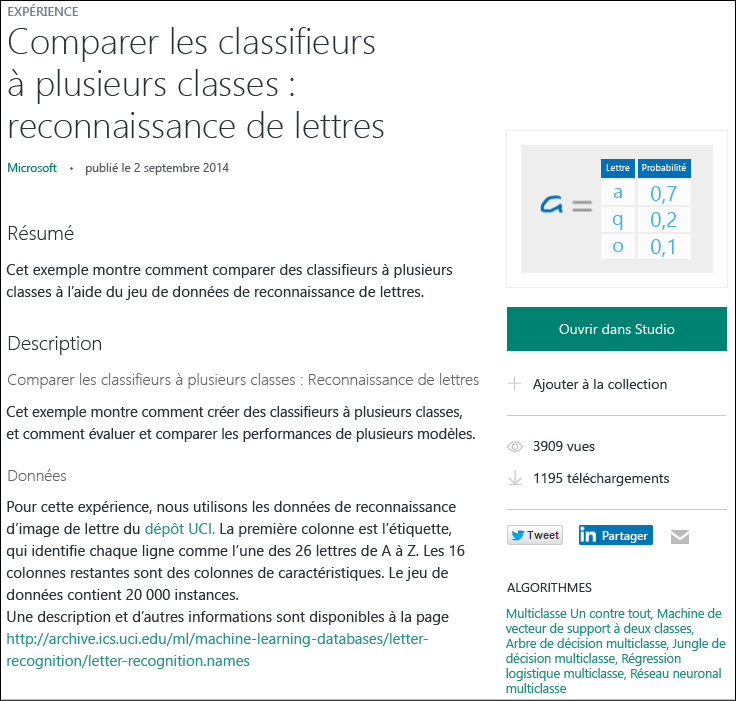 EXPÉRIENCE
Comparer les classifieurs
à plusieurs classes :
reconnaissance de lettres
Microsoft • publié le 2 septembre 2014
Résumé
Cet exemple montre comment comparer des classifieurs à plusieurs
classes à l’aide du jeu de données de reconnaissance de lettres.
Description
Comparer les classifieurs à plusieurs classes : Reconnaissance de lettres
Cet exemple montre comment créer des classifieurs à plusieurs classes,
et comment évaluer et comparer les performances de plusieurs modèles.
Données
Pour cette expérience, nous utilisons les données de reconnaissance
d’image de lettre du dépôt UCI. La première colonne est l’étiquette,
qui identifie chaque ligne comme l’une des 26 lettres de A à Z. Les 16
colonnes restantes sont des colonnes de caractéristiques. Le jeu de
données contient 20 000 instances.
Une description et d’autres informations sont disponibles à la page
http://archive.ics.uci.edu/ml/machine-learning-databases/letter-
recognition/letter-recognition.names
Lettre Probabilité
a 0,7
a = q 0,2
o 0,1
Ouvrir dans Studio
Ajouter à la collection
3909 vues
1195 téléchargements
Tweet in Partager
ALGORITHMES
Multiclasse Un contre tout, Machine de
vecteur de support à deux classes,
Arbre de décision multiclasse, Jungle de
décision multiclasse, Régression
logistique multiclasse, Réseau neuronal
multiclasse